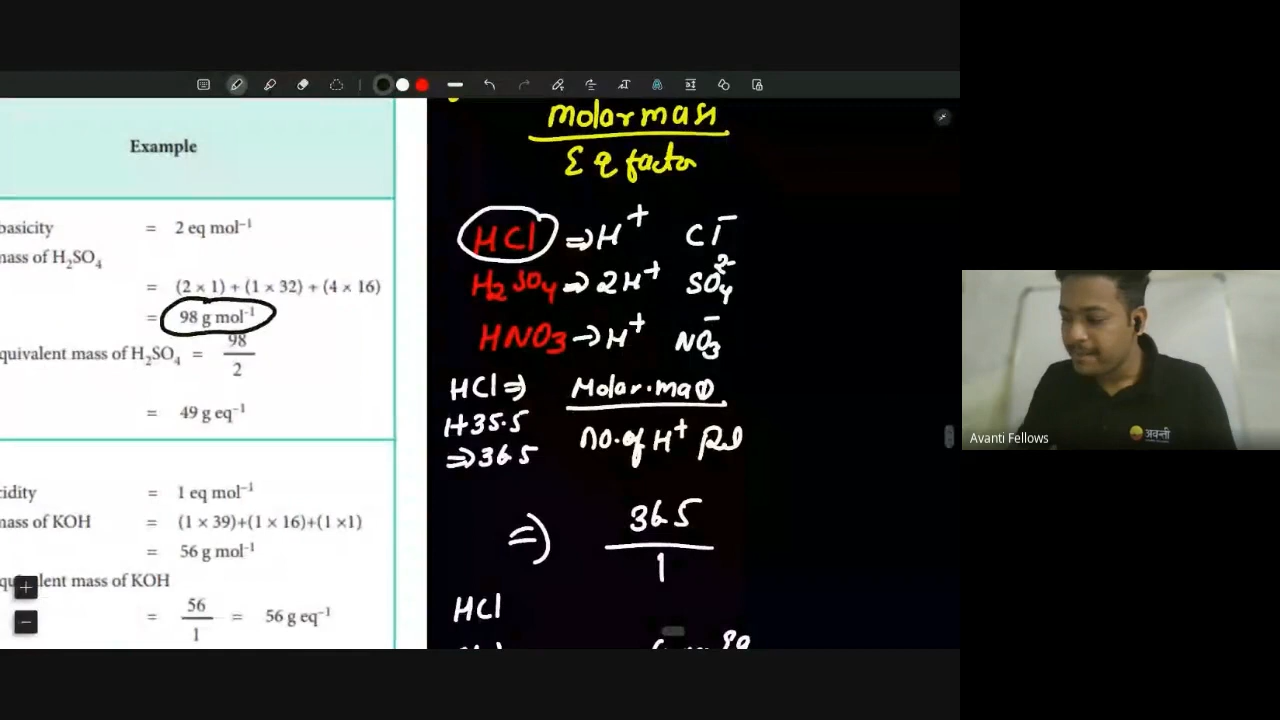 Example
basicity = 2 eq mol⁻¹
mass of H₂SO₄
= (2 × 1) + (1 × 32) + (4 × 16)
= 98 g mol⁻¹
equivalent mass of H₂SO₄ = 98/2
= 49 g eq⁻¹
cidity = 1 eq mol⁻¹
mass of KOH = (1 × 39)+(1 × 16)+(1 ×1)
= 56 g mol⁻¹
lent mass of KOH
= 56/1 = 56 g eq⁻¹
Molar mass
Eq factor
HCl ⇒ H⁺ Cl⁻
H₂SO₄ ⇒ 2H⁺ SO₄²⁻
HNO₃ → H⁺ NO₃⁻
HCl ⇒ Molar.mass
1+35.5 no. of H⁺
⇒ 36.5
⇒ 36.5
1
HCl
Avanti Fellows
अवन्ती